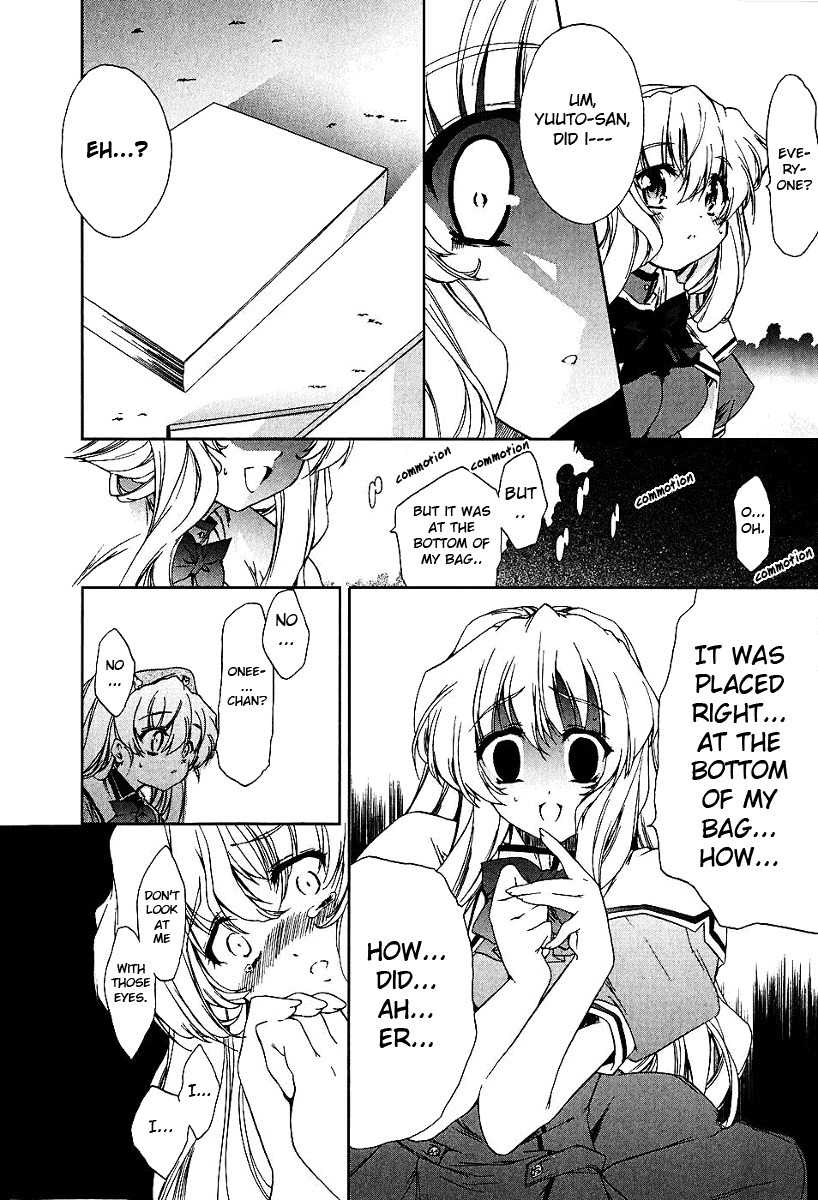 EVE-
RY-
ONE?
UM,
YUUTO-SAN,
DID I---
EH...?
O...
OH.
commotion
commotion
BUT
..
commotion
BUT IT WAS
AT THE
BOTTOM OF
MY BAG..
commotion
IT WAS
PLACED
RIGHT...
AT THE
BOTTOM
OF MY
BAG...
HOW...
HOW...
DID...
AH...
ER...
NO
...
ONEE-
...
CHAN?
NO
...
DON'T
LOOK
AT ME
WITH
THOSE
EYES.
I...
I...